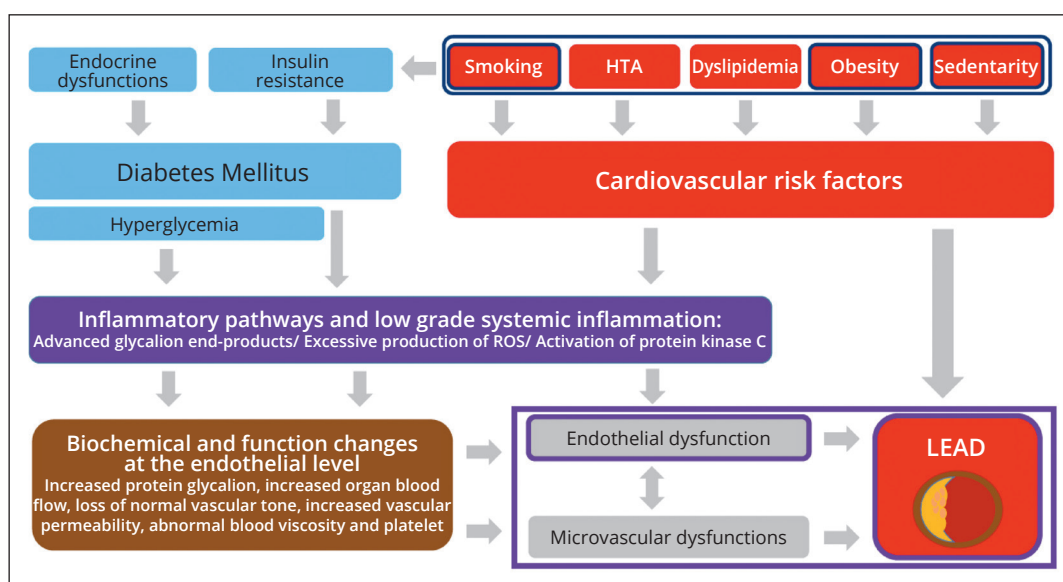 Endocrine
dysfunctions
Insulin
resistance
Smoking
HTA
Dyslipidemia
Obesity
Sedentarity
Diabetes Mellitus
Cardiovascular risk factors
Hyperglycemia
Inflammatory pathways and low grade systemic inflammation:
Advanced glycalion end-products/ Excessive production of ROS/ Activation of protein kinase C
Biochemical and function changes
at the endothelial level
Increased protein glycalion, increased organ blood
flow, loss of normal vascular tone, increased vascular
permeability, abnormal blood viscosity and platelet
Endothelial dysfunction
Microvascular dysfunctions
LEAD